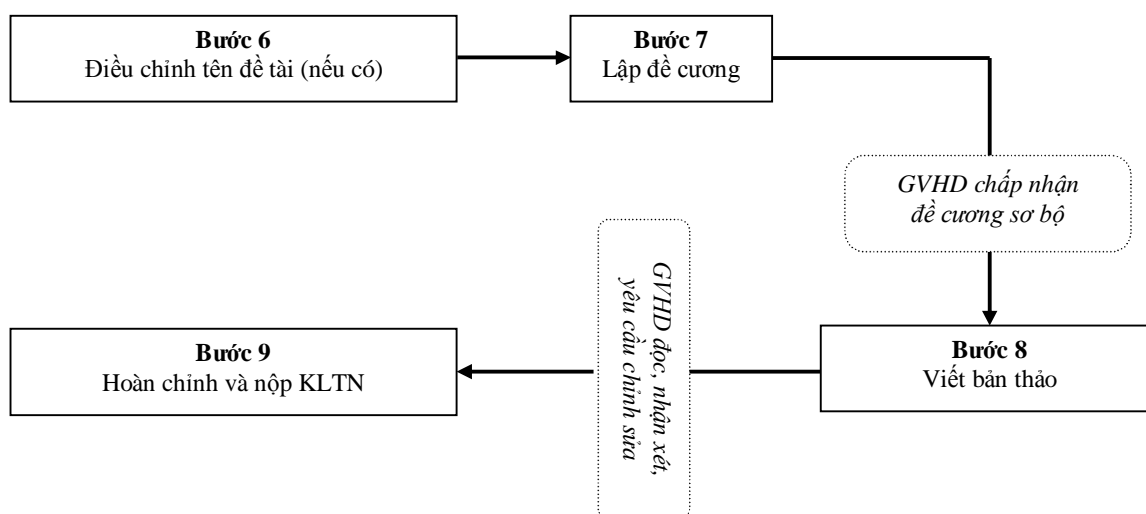 Bước 6
Điều chỉnh tên đề tài (nếu có)
Bước 7
Lập đề cương
GVHD chấp nhận
đề cương sơ bộ
Bước 8
Viết bản thảo
GVHD đọc, nhận xét,
yêu cầu chỉnh sửa
Bước 9
Hoàn chỉnh và nộp KLTN